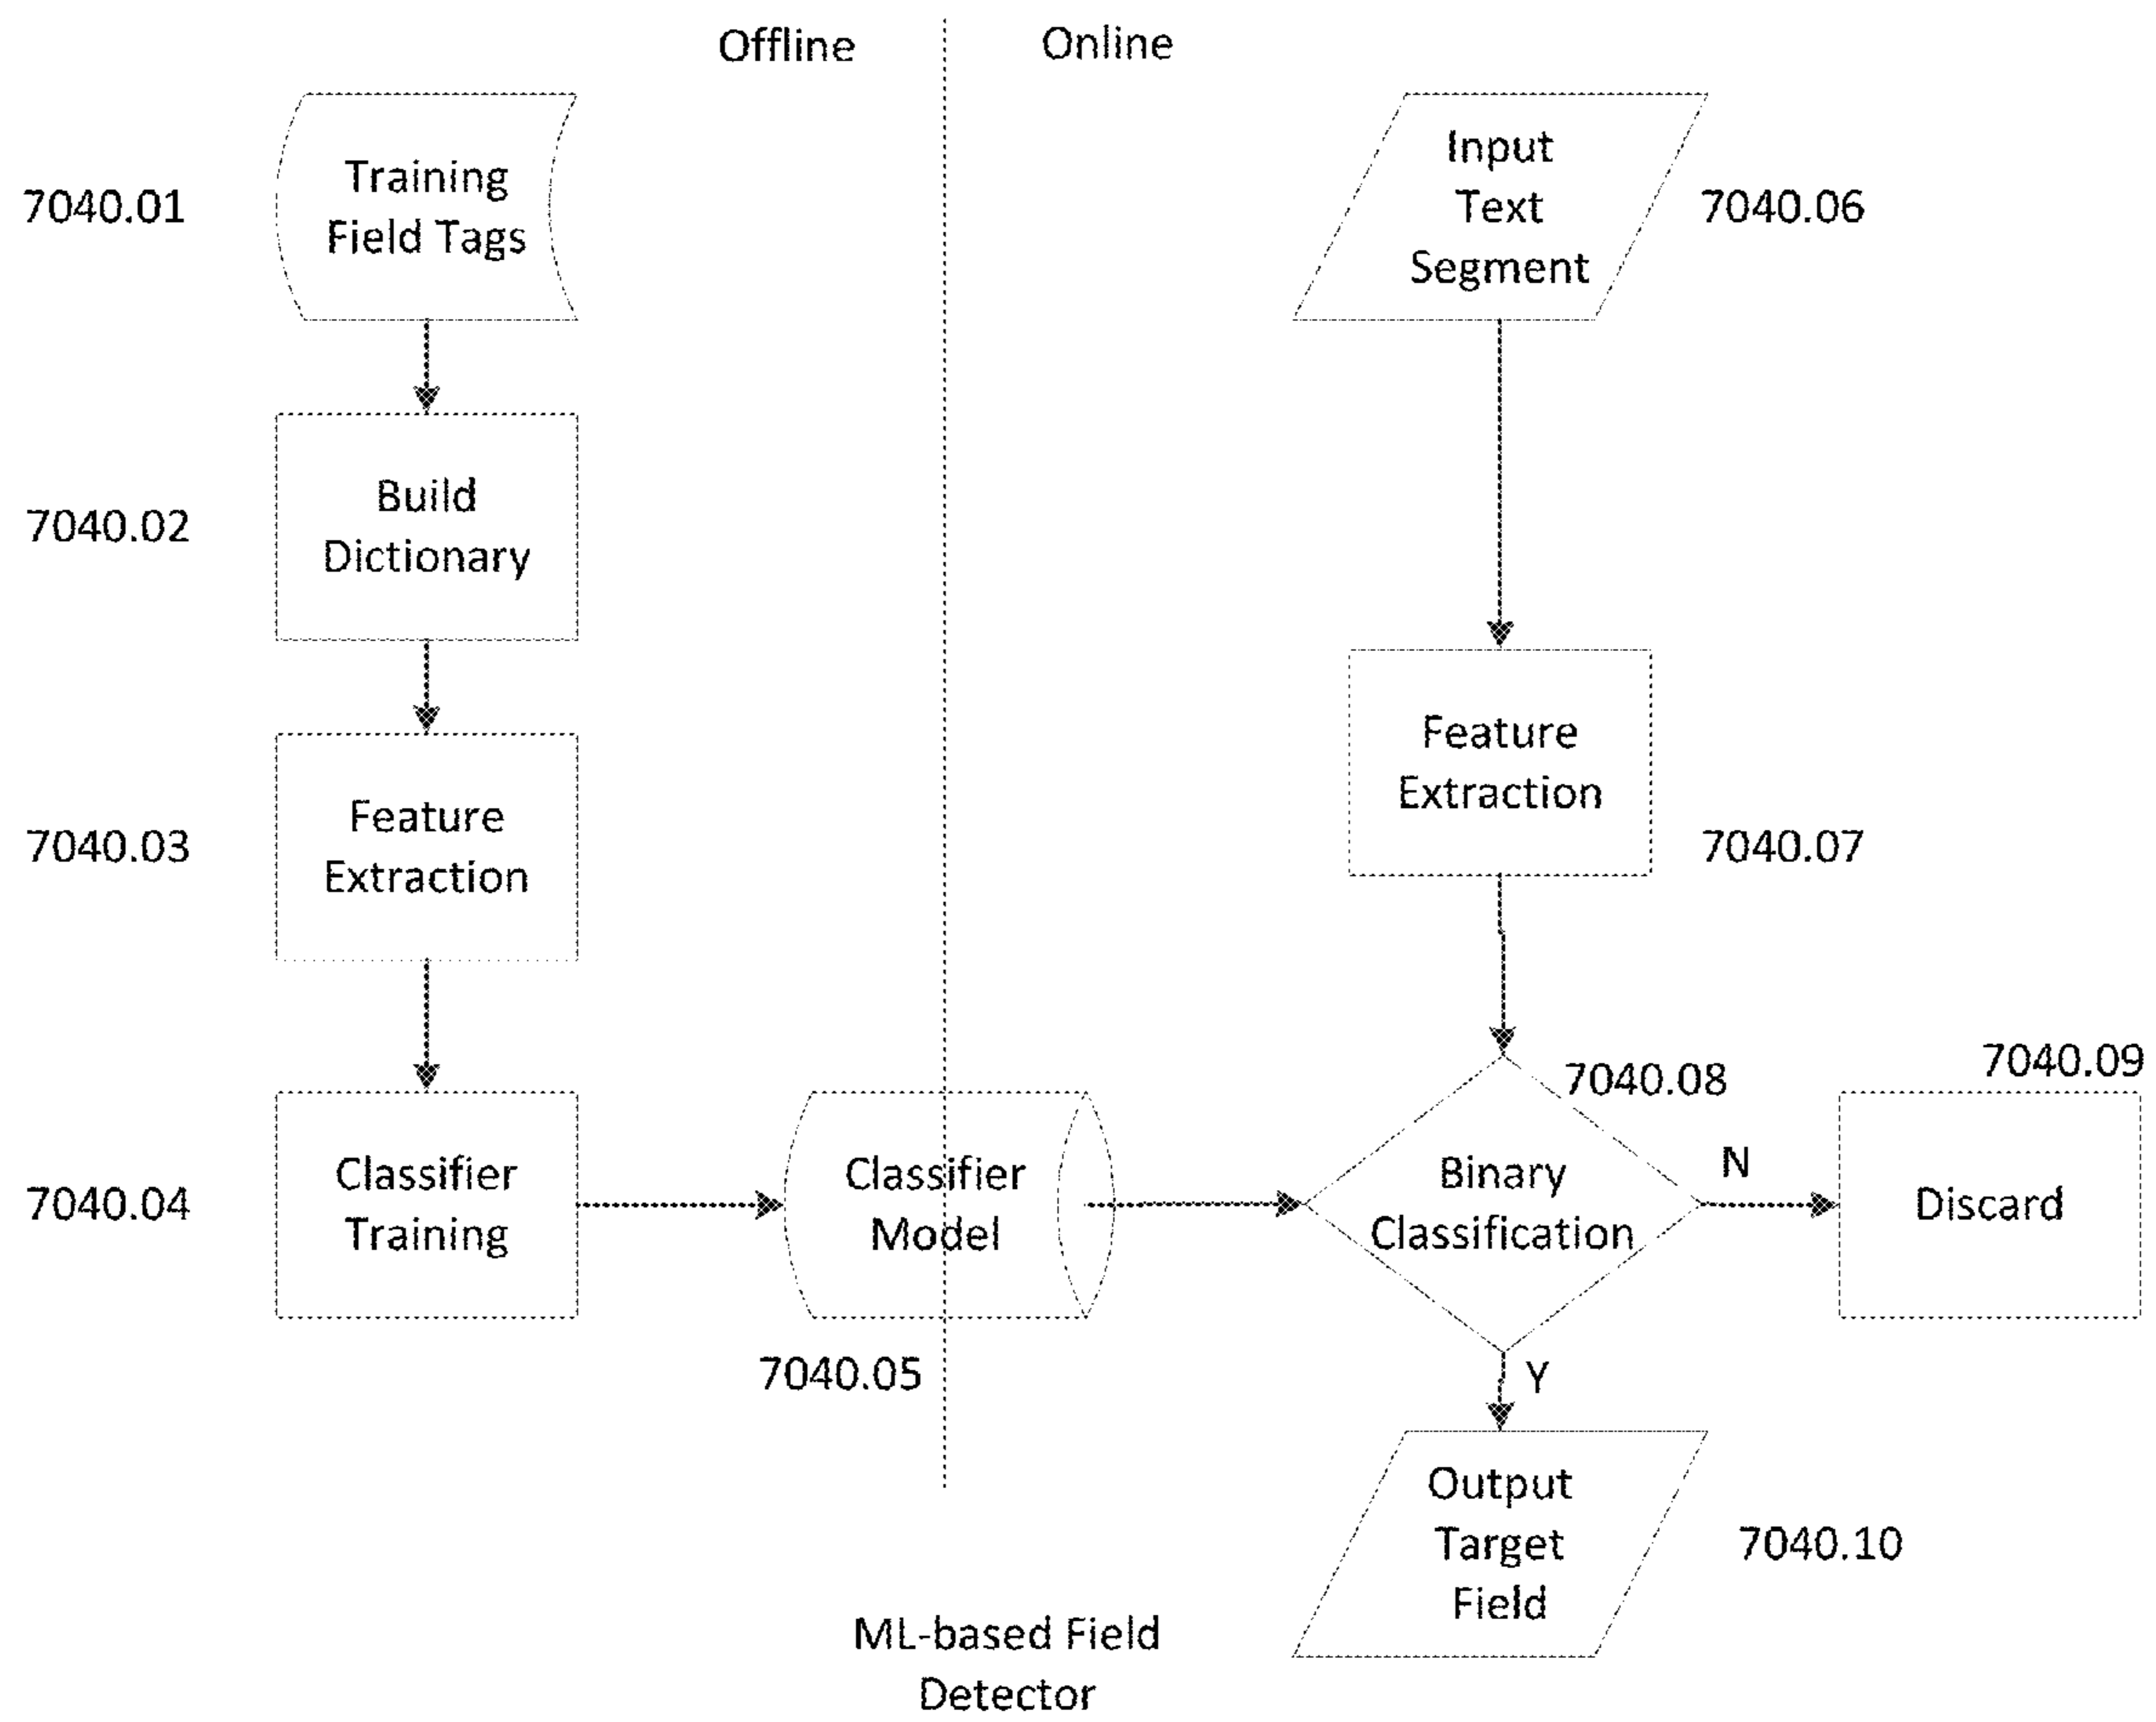 Offline
Online
7040.01
Training
Field Tags
7040.02
Build
Dictionary
7040.03
Feature
Extraction
7040.04
Classifier
Training
Classifier
Model
7040.05
Input
Text
Segment
7040.06
Feature
Extraction
7040.07
7040.08
Binary
Classification
N
7040.09
Discard
Y
Output
Target
Field
7040.10
ML-based Field
Detector